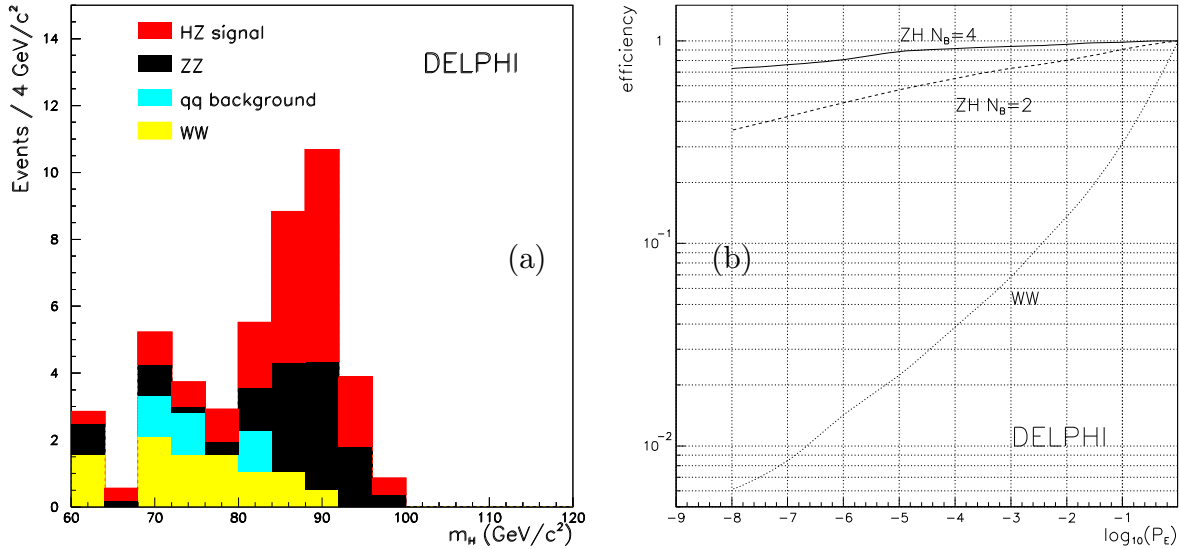 Events / 4 GeV/c²
14
12
10
8
6
4
2
0
HZ signal
ZZ
qq background
WW
DELPHI
(a)
60 70 80 90 100 110 120
m_H (GeV/c²)
efficiency
1
10⁻¹
10⁻²
ZH N_B=4
ZH N_B=2
(b)
WW
DELPHI
-9 -8 -7 -6 -5 -4 -3 -2 -1
log₁₀(P_E)